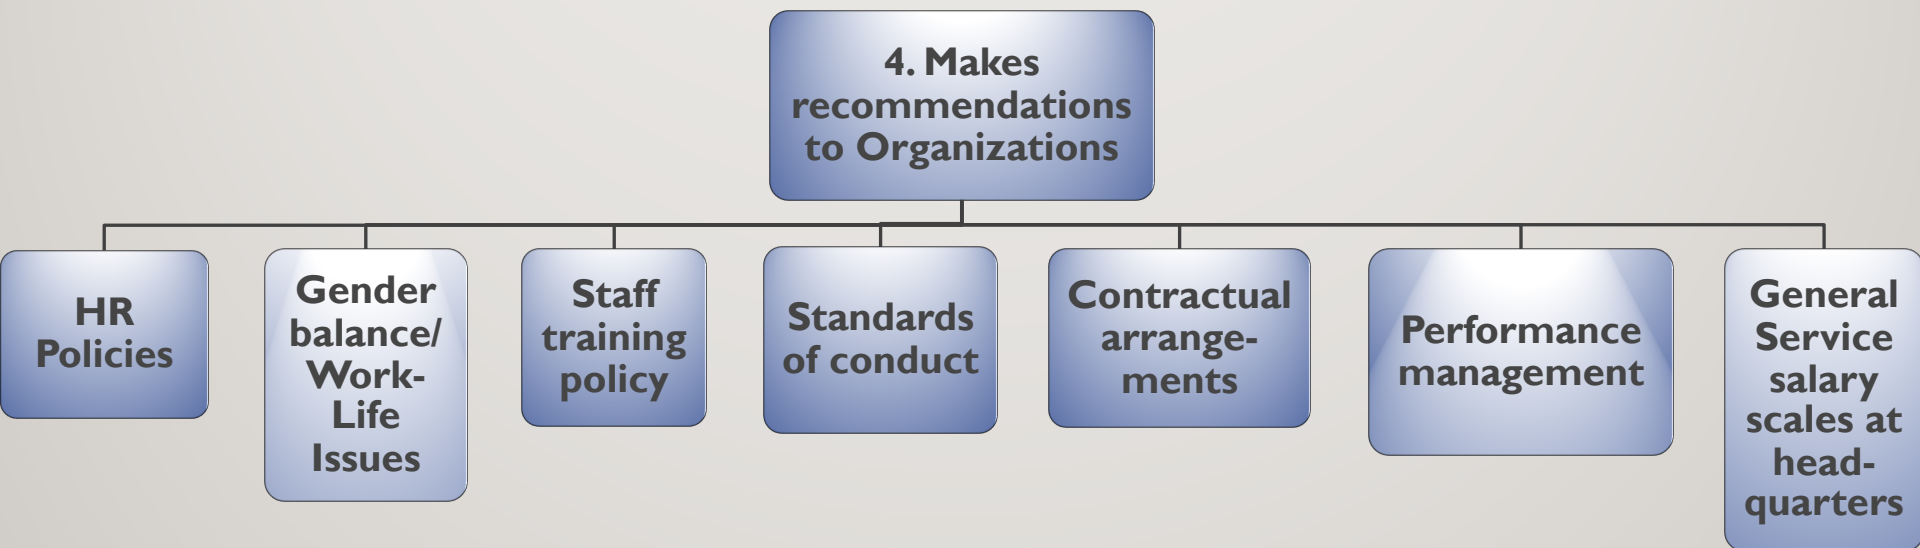 4. Makes
recommendations
to Organizations
HR
Policies
Gender
balance/
Work-
Life
Issues
Staff
training
policy
Standards
of conduct
Contractual
arrange-
ments
Performance
management
General
Service
salary
scales at
head-
quarters